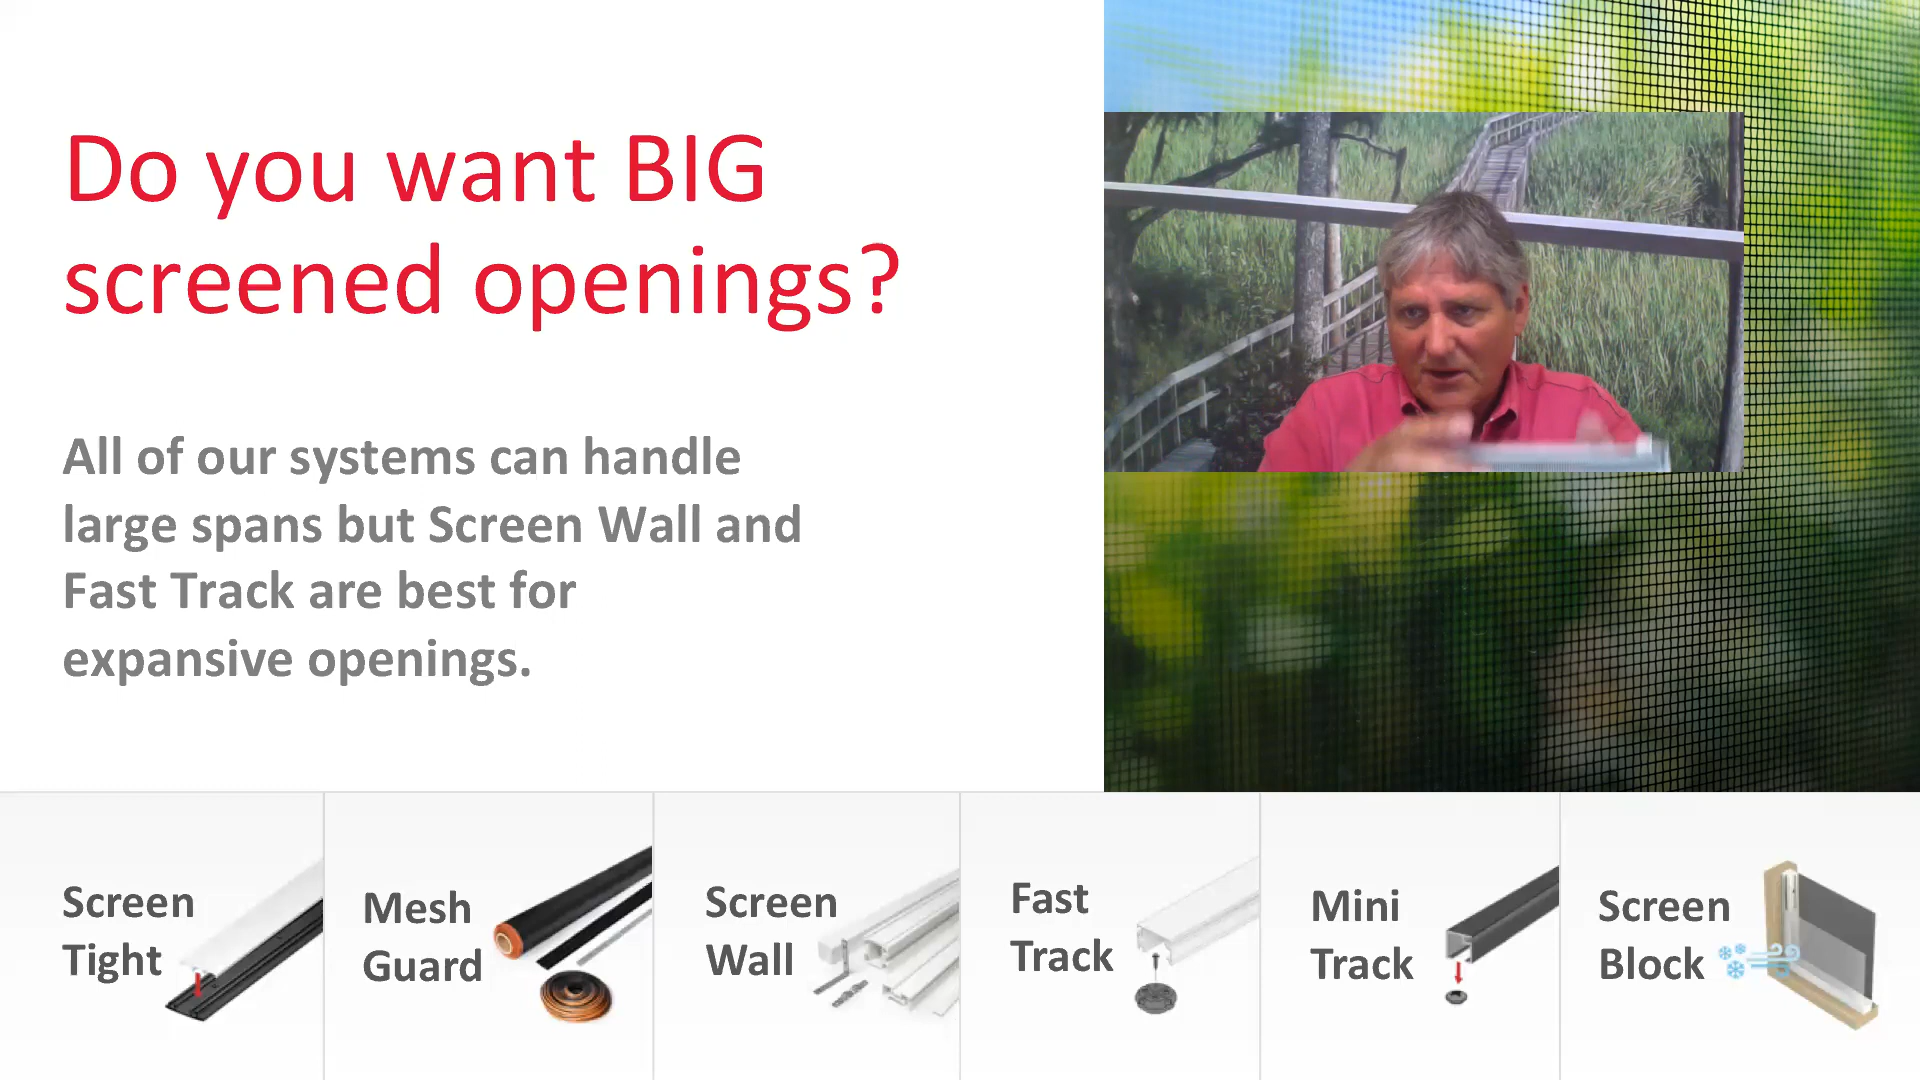 Do you want BIG
screened openings?
All of our systems can handle
large spans but Screen Wall and
Fast Track are best for
expansive openings.
Screen
Tight
Mesh
Guard
Screen
Wall
Fast
Track
Mini
Track
Screen
Block